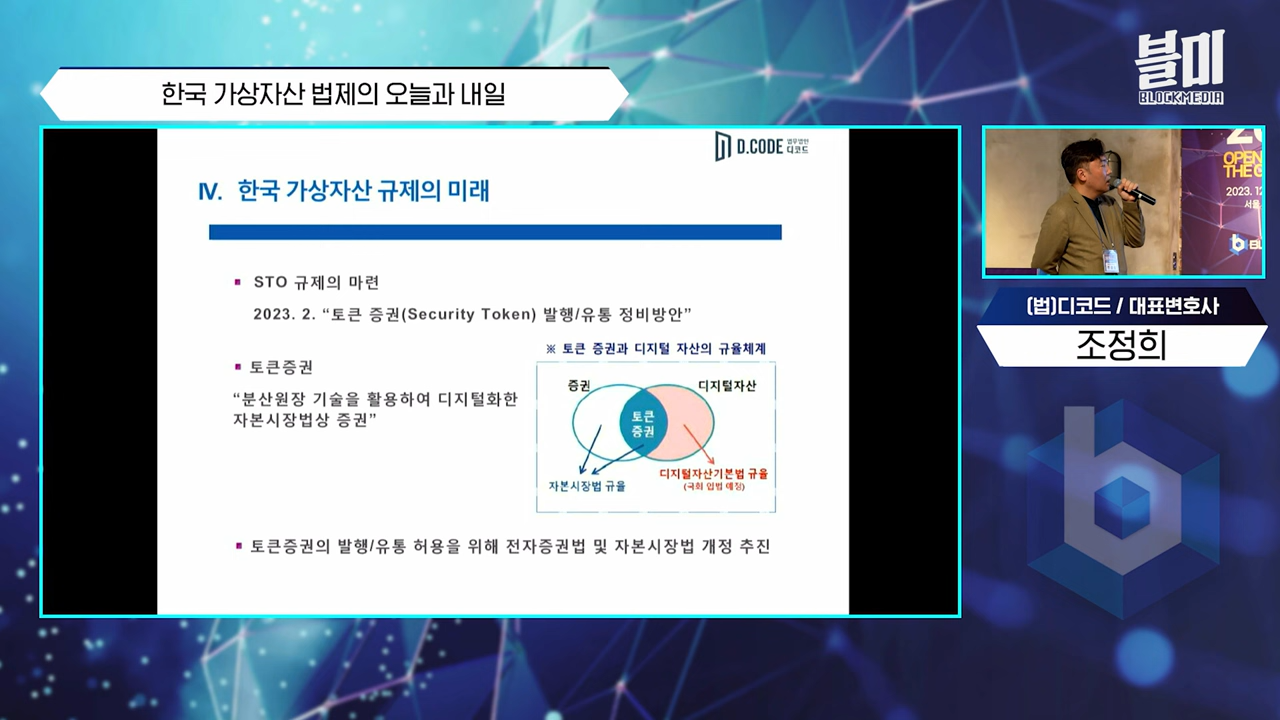 한국 가상자산 법제의 오늘과 내일
블미
BLOCKMEDIA
D.CODE 법무법인 디코드
Ⅳ. 한국 가상자산 규제의 미래
STO 규제의 마련
2023. 2. “토큰 증권(Security Token) 발행/유통 정비방안”
토큰증권
“분산원장 기술을 활용하여 디지털화한
자본시장법상 증권”
※ 토큰 증권과 디지털 자산의 규율체계
증권
디지털자산
토큰
증권
자본시장법 규율
디지털자산기본법 규율
(국회 입법 예정)
토큰증권의 발행/유통 허용을 위해 전자증권법 및 자본시장법 개정 추진
OPEN
THE G
2023. 12
서울
(법)디코드 / 대표변호사
조정희